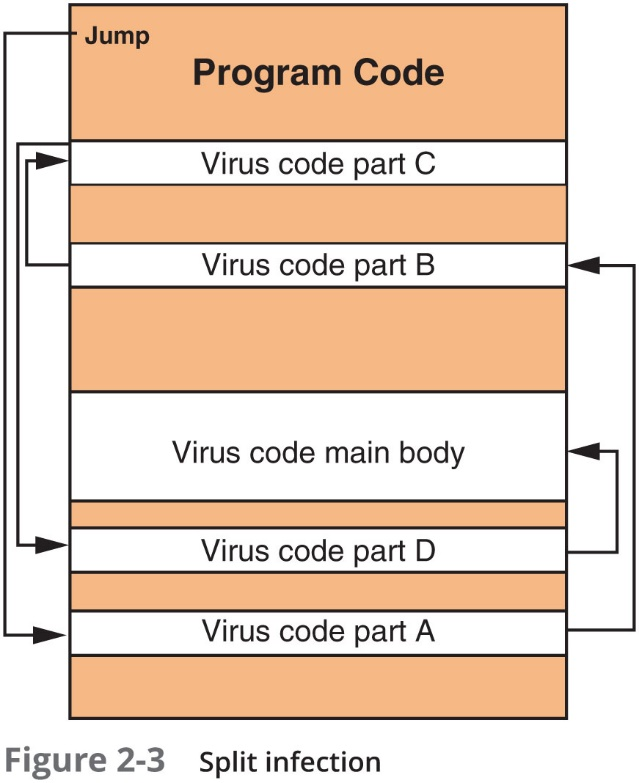 Jump
Program Code
Virus code part C
Virus code part B
Virus code main body
Virus code part D
Virus code part A
Figure 2-3 Split infection